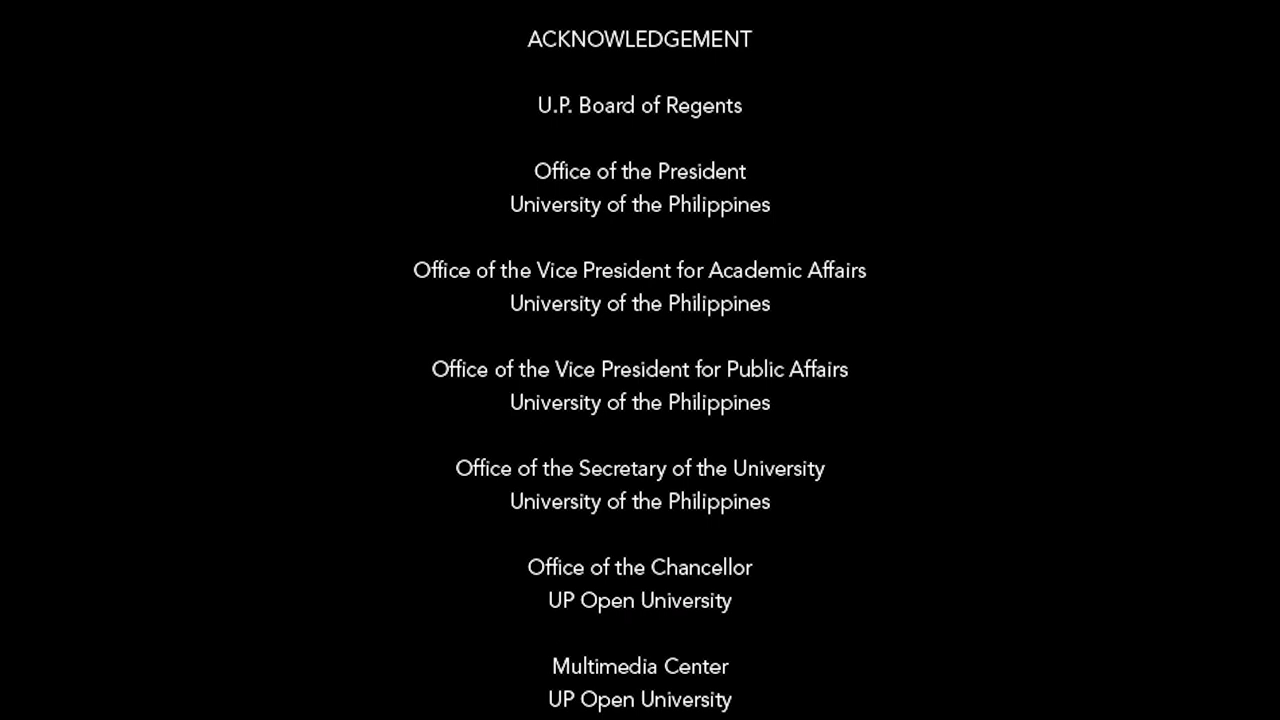 ACKNOWLEDGEMENT
U.P. Board of Regents
Office of the President
University of the Philippines
Office of the Vice President for Academic Affairs
University of the Philippines
Office of the Vice President for Public Affairs
University of the Philippines
Office of the Secretary of the University
University of the Philippines
Office of the Chancellor
UP Open University
Multimedia Center
UP Open University